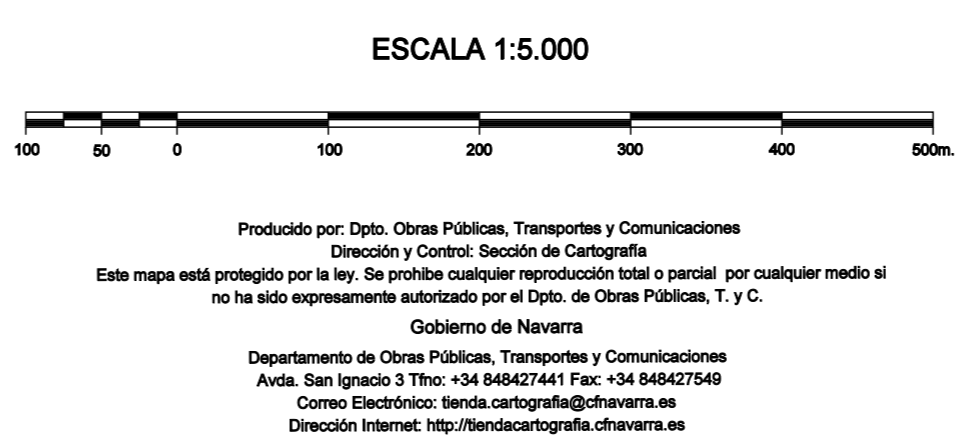 ESCALA 1:5.000
100 50 0 100 200 300 400 500m.
Producido por: Dpto. Obras Públicas, Transportes y Comunicaciones
Dirección y Control: Sección de Cartografía
Este mapa está protegido por la ley. Se prohibe cualquier reproducción total o parcial por cualquier medio si
no ha sido expresamente autorizado por el Dpto. de Obras Públicas, T. y C.
Gobierno de Navarra
Departamento de Obras Públicas, Transportes y Comunicaciones
Avda. San Ignacio 3 Tfno: +34 848427441 Fax: +34 848427549
Correo Electrónico: tienda.cartografia@cfnavarra.es
Dirección Internet: http://tiendacartografia.cfnavarra.es